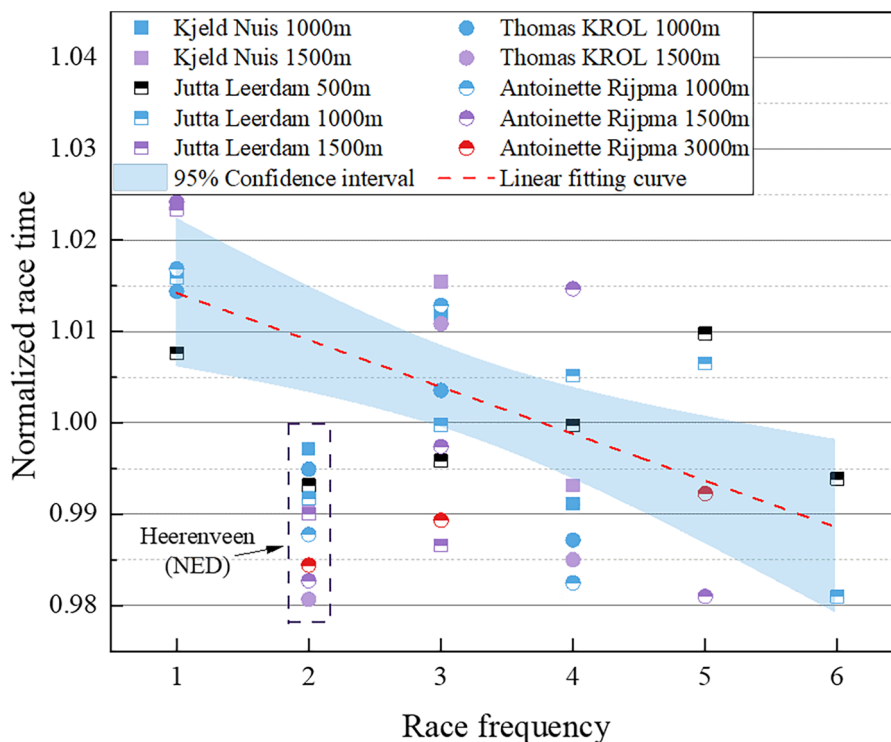 Kjeld Nuis 1000m
Thomas KROL 1000m
Kjeld Nuis 1500m
Thomas KROL 1500m
Jutta Leerdam 500m
Antoinette Rijpma 1000m
Jutta Leerdam 1000m
Antoinette Rijpma 1500m
Jutta Leerdam 1500m
Antoinette Rijpma 3000m
95% Confidence interval
Linear fitting curve
Normalized race time
1.04
1.03
1.02
1.01
1.00
0.99
0.98
Heerenveen
(NED)
1 2 3 4 5 6
Race frequency